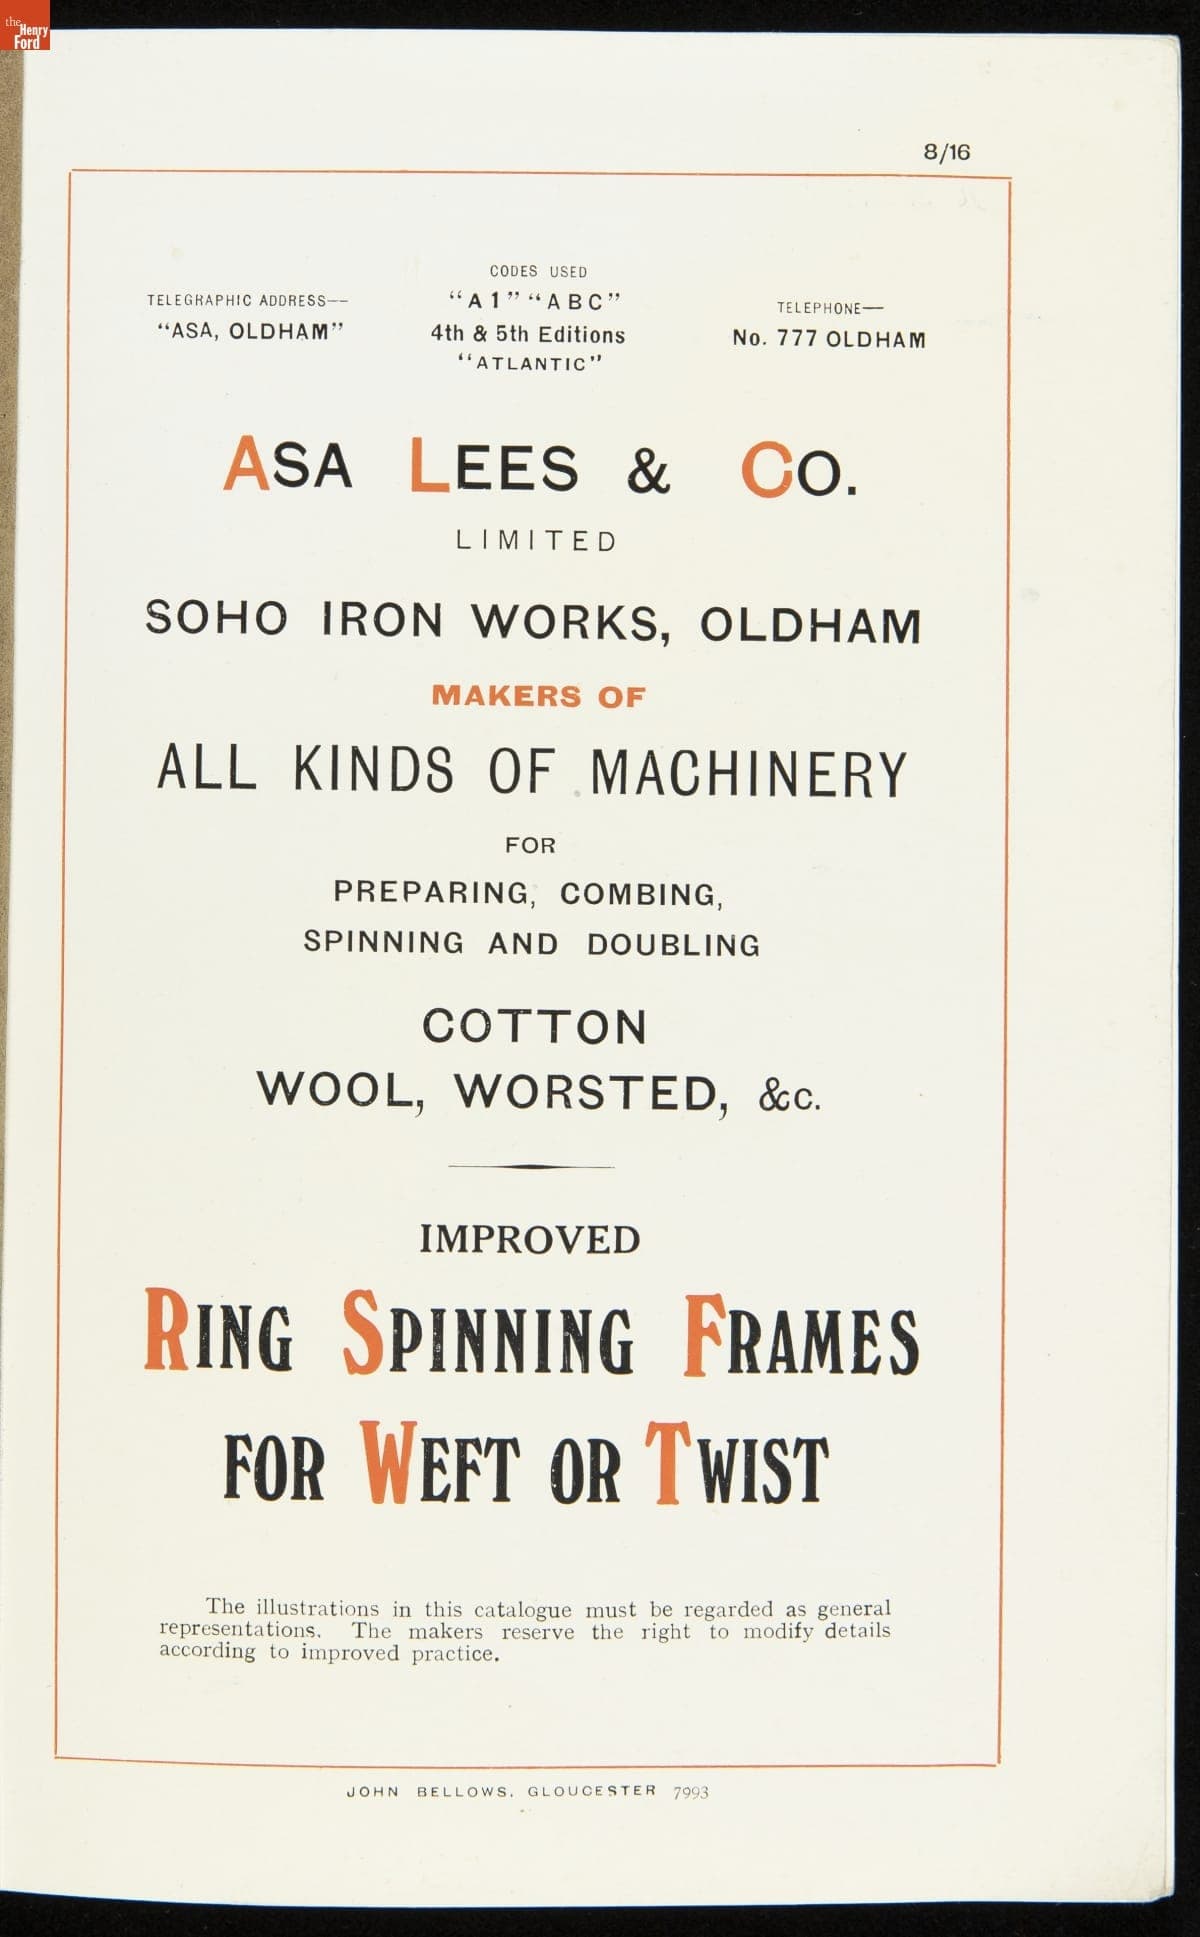 the
Henry
Ford
8/16
CODES USED
TELEGRAPHIC ADDRESS—
"A 1" "A B C"
TELEPHONE—
"ASA, OLDHAM"
4th & 5th Editions
No. 777 OLDHAM
"ATLANTIC"
ASA LEES & CO.
LIMITED
SOHO IRON WORKS, OLDHAM
MAKERS OF
ALL KINDS OF MACHINERY
FOR
PREPARING, COMBING,
SPINNING AND DOUBLING
COTTON
WOOL, WORSTED, &c.
IMPROVED
RING SPINNING FRAMES
FOR WEFT OR TWIST
The illustrations in this catalogue must be regarded as general
representations. The makers reserve the right to modify details
according to improved practice.
JOHN BELLOWS, GLOUCESTER 7993